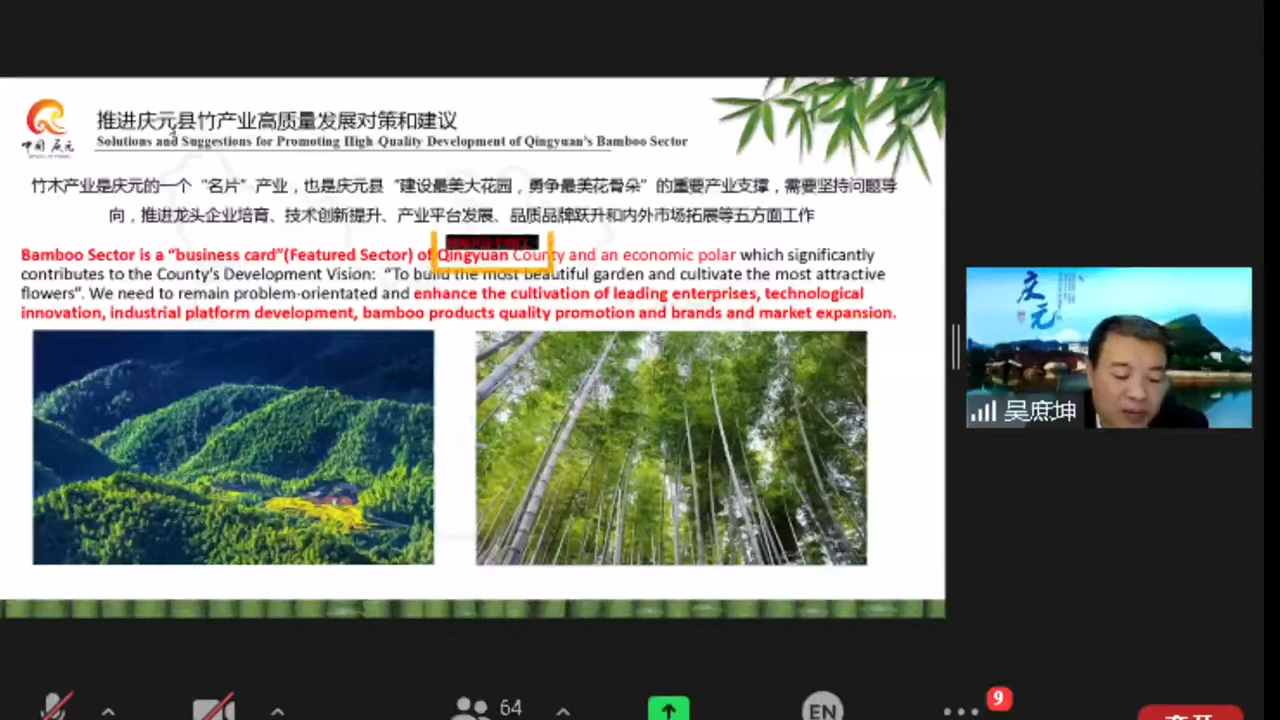 推进庆元县竹产业高质量发展对策和建议
Solutions and Suggestions for Promoting High-Quality Development of Qingyuan's Bamboo Sector
中国 庆元
竹木产业是庆元的一个“名片”产业，也是庆元县“建设最美大花园，勇争最美花骨朵”的重要产业支撑，需要坚持问题导
向，推进龙头企业培育、技术创新提升、产业平台发展、品质品牌跃升和内外市场拓展等五方面工作
Bamboo Sector is a “business card”(Featured Sector) of Qingyuan County and an economic polar which significantly
contributes to the County's Development Vision: “To build the most beautiful garden and cultivate the most attractive
flowers”. We need to remain problem-orientated and enhance the cultivation of leading enterprises, technological
innovation, industrial platform development, bamboo products quality promotion and brands and market expansion.
庆元
吴庶坤
64
EN
9
离开